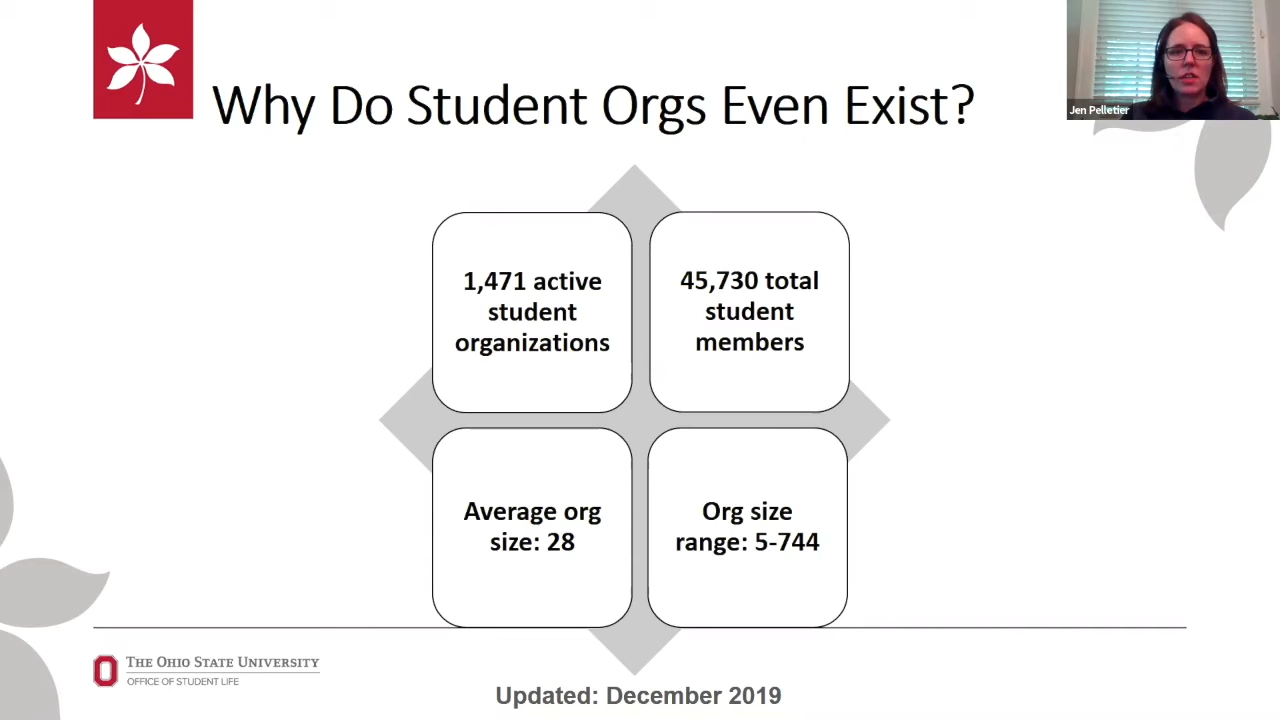 Why Do Student Orgs Even Exist?
Jen Pelletier
1,471 active
student
organizations
45,730 total
student
members
Average org
size: 28
Org size
range: 5-744
THE OHIO STATE UNIVERSITY
OFFICE OF STUDENT LIFE
Updated: December 2019